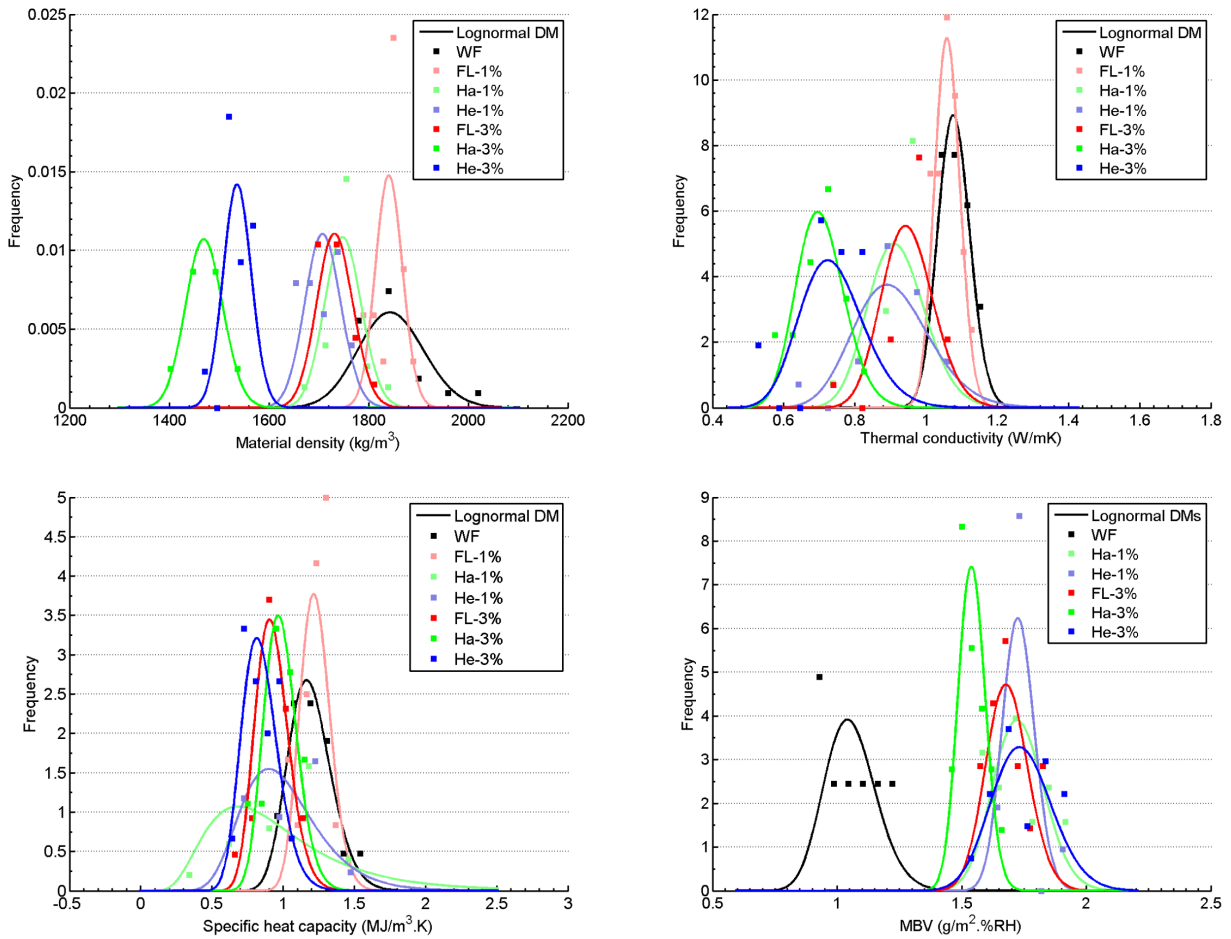 0.025
0.02
0.015
0.01
0.005
0
Frequency
1200
1400
1600
1800
2000
2200
Material density (kg/m³)
Lognormal DM
WF
FL-1%
Ha-1%
He-1%
FL-3%
Ha-3%
He-3%
12
10
8
6
4
2
0
Frequency
0.4
0.6
0.8
1
1.2
1.4
1.6
1.8
Thermal conductivity (W/mK)
Lognormal DM
WF
FL-1%
Ha-1%
He-1%
FL-3%
Ha-3%
He-3%
5
4.5
4
3.5
3
2.5
2
1.5
1
0.5
0
Frequency
-0.5
0
0.5
1
1.5
2
2.5
3
Specific heat capacity (MJ/m³.K)
Lognormal DM
WF
FL-1%
Ha-1%
He-1%
FL-3%
Ha-3%
He-3%
9
8
7
6
5
4
3
2
1
0
Frequency
0.5
1
1.5
2
2.5
MBV (g/m².%RH)
Lognormal DMs
WF
Ha-1%
He-1%
FL-3%
Ha-3%
He-3%